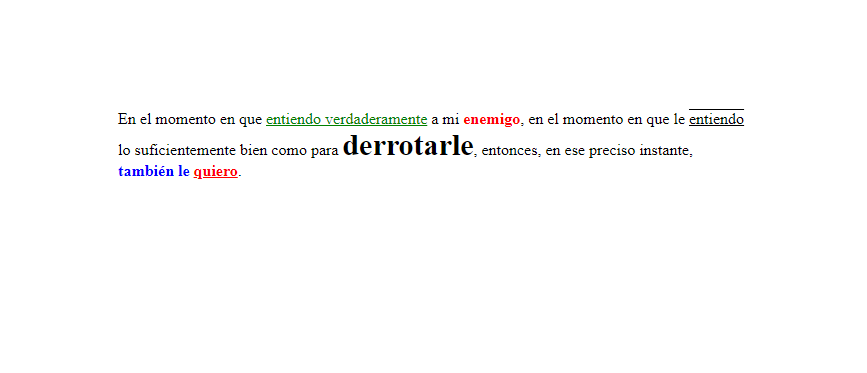 En el momento en que entiendo verdaderamente a mi enemigo, en el momento en que le entiendo
lo suficientemente bien como para derrotarle, entonces, en ese preciso instante,
también le quiero.